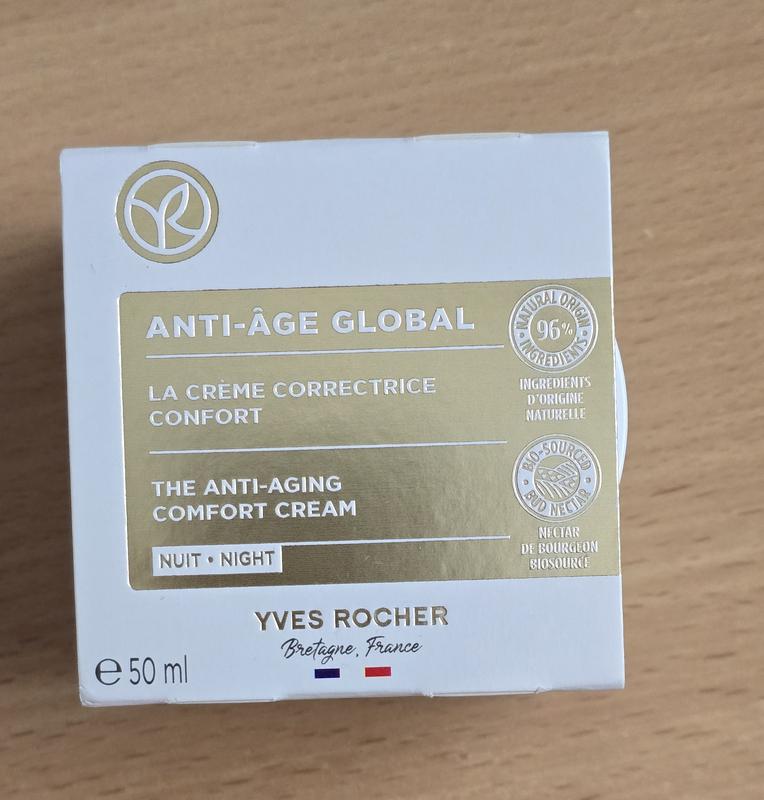 ANTI-ÂGE GLOBAL
LA CRÈME CORRECTRICE
CONFORT
THE ANTI-AGING
COMFORT CREAM
NUIT • NIGHT
NATURAL ORIGIN
96%
INGREDIENTS
INGRÉDIENTS
D'ORIGINE
NATURELLE
BIO-SOURCED
BUD NECTAR
NECTAR
DE BOURGEON
BIOSOURCÉ
YVES ROCHER
Bretagne, France
℮ 50 ml